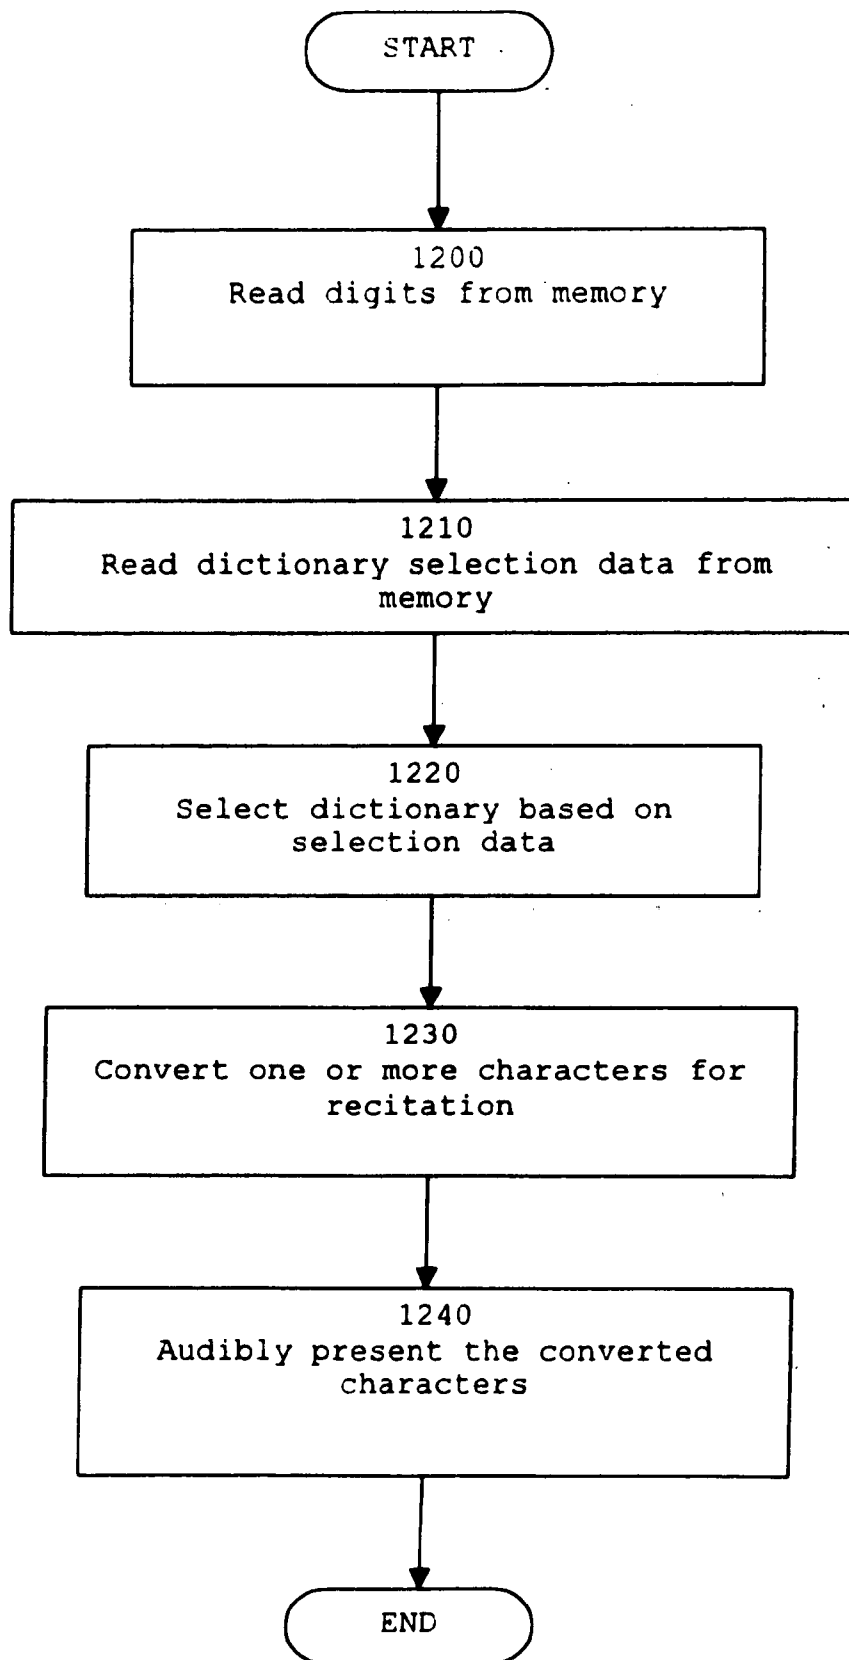 START
1200
Read digits from memory
1210
Read dictionary selection data from
memory
1220
Select dictionary based on
selection data
1230
Convert one or more characters for
recitation
1240
Audibly present the converted
characters
END